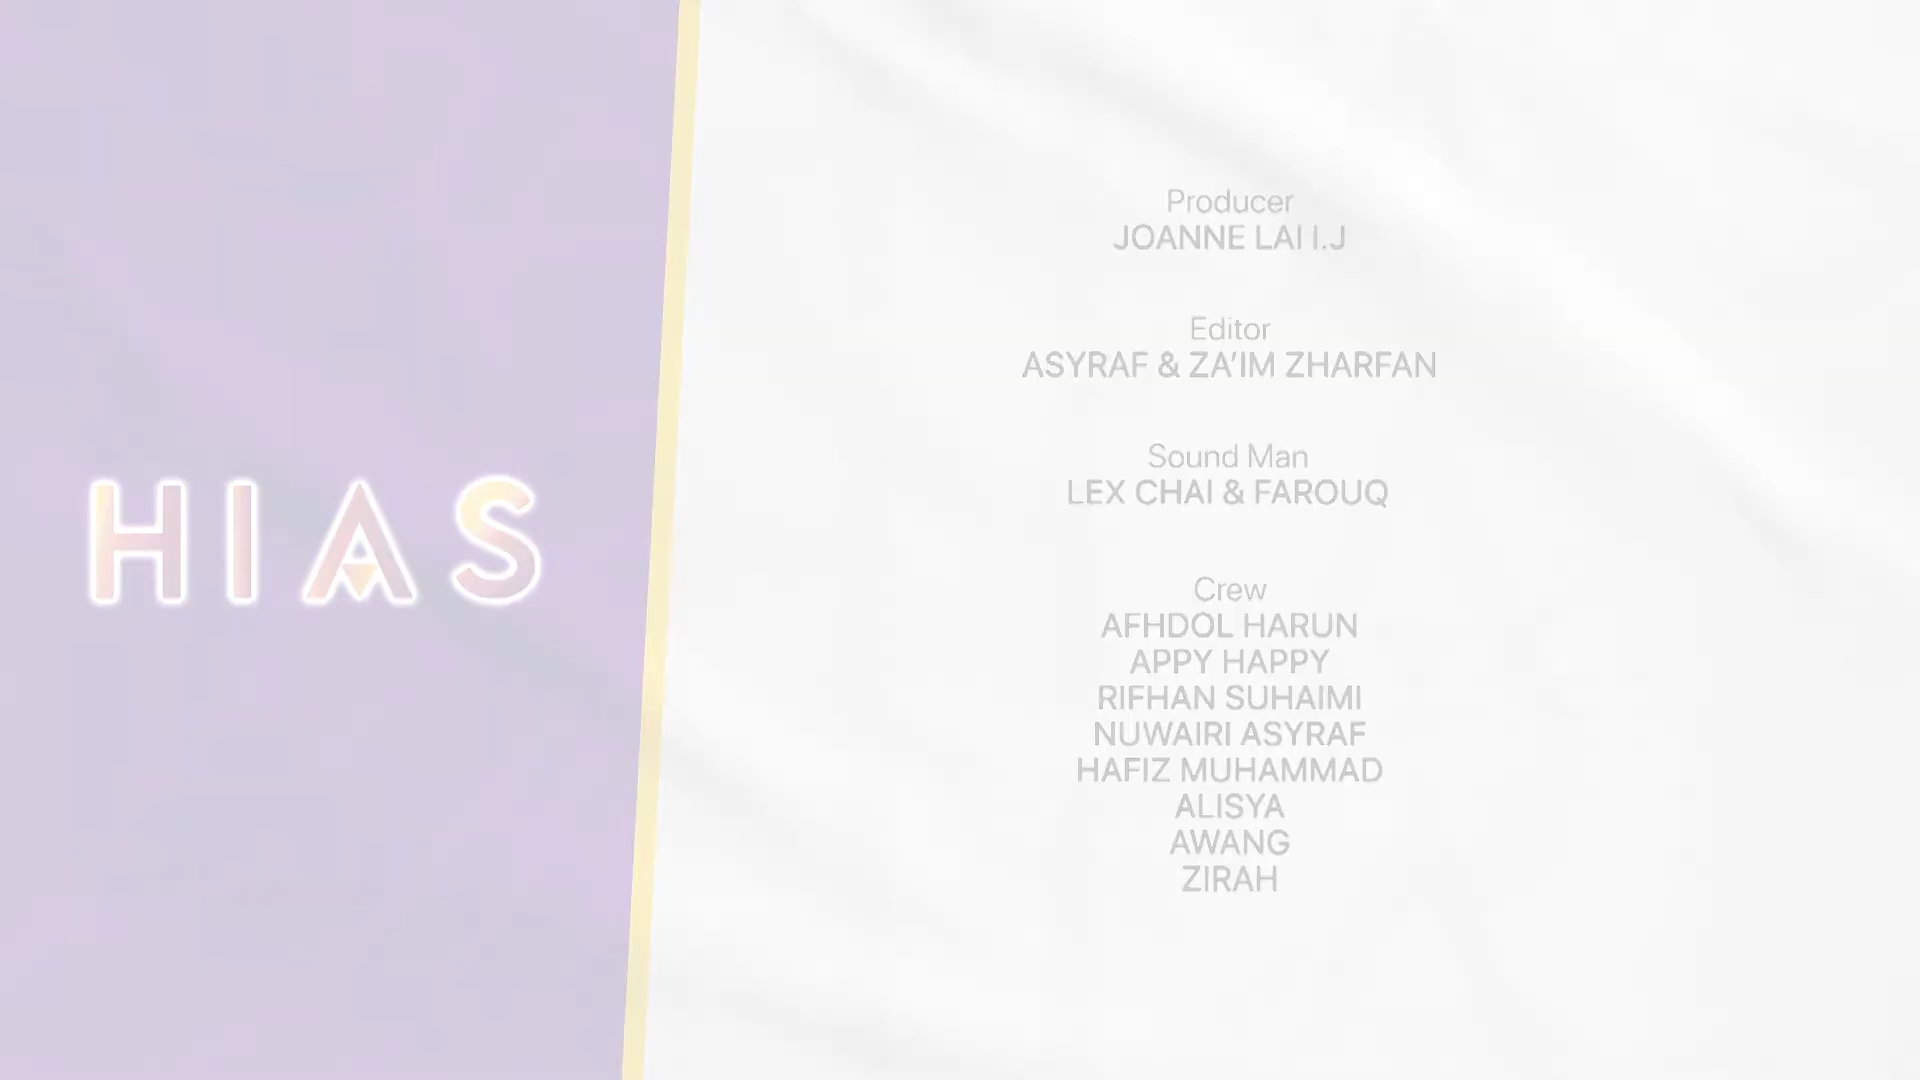 HIAS
Producer
JOANNE LAI I.J
Editor
ASYRAF & ZA'IM ZHARFAN
Sound Man
LEX CHAI & FAROUQ
Crew
AFHDOL HARUN
APPY HAPPY
RIFHAN SUHAIMI
NUWAIRI ASYRAF
HAFIZ MUHAMMAD
ALISYA
AWANG
ZIRAH